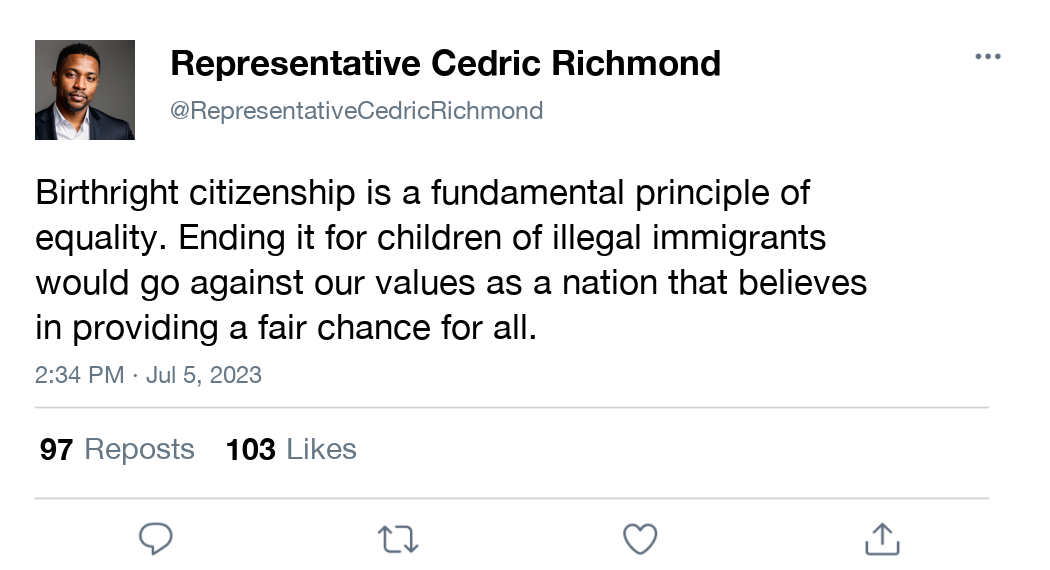 Representative Cedric Richmond
@RepresentativeCedricRichmond
Birthright citizenship is a fundamental principle of
equality. Ending it for children of illegal immigrants
would go against our values as a nation that believes
in providing a fair chance for all.
2:34 PM · Jul 5, 2023
97 Reposts 103 Likes